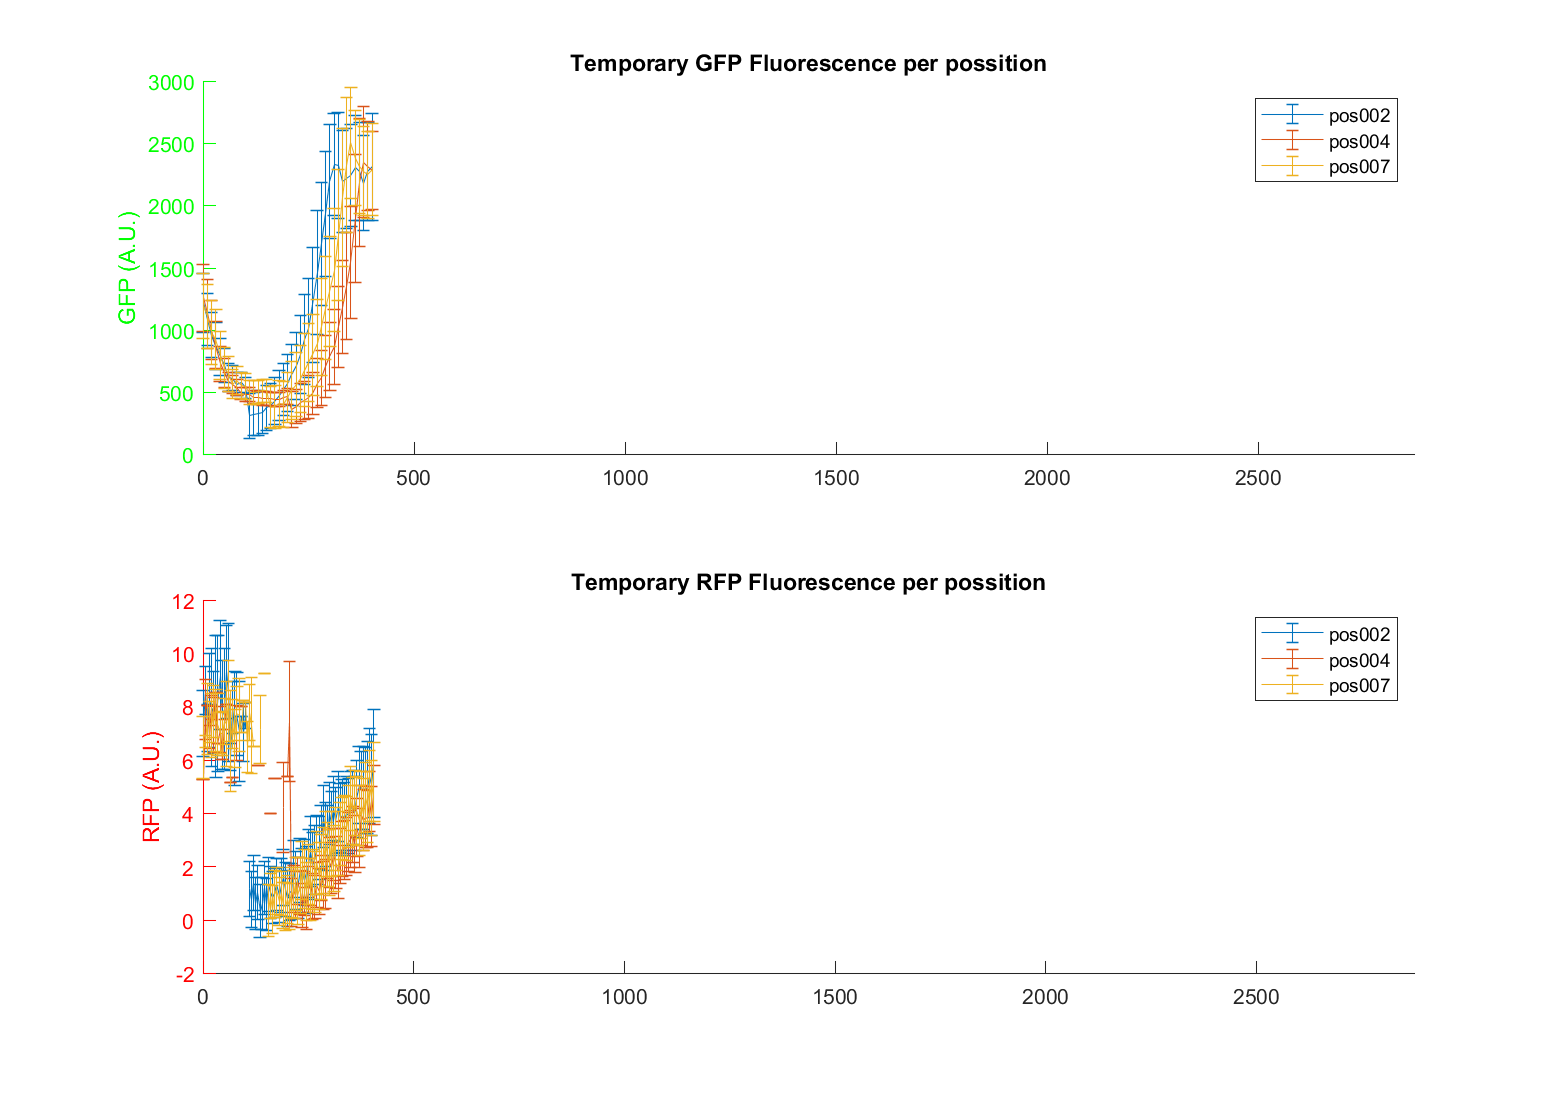 Temporary GFP Fluorescence per possition
3000
2500
2000
1500
1000
500
0
GFP (A.U.)
0 500 1000 1500 2000 2500
pos002
pos004
pos007
Temporary RFP Fluorescence per possition
12
10
8
6
4
2
0
-2
RFP (A.U.)
0 500 1000 1500 2000 2500
pos002
pos004
pos007